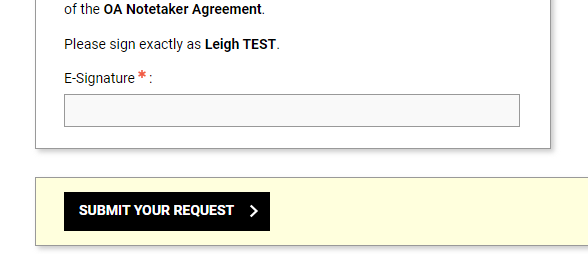 of the OA Notetaker Agreement.
Please sign exactly as Leigh TEST.
E-Signature * :
SUBMIT YOUR REQUEST